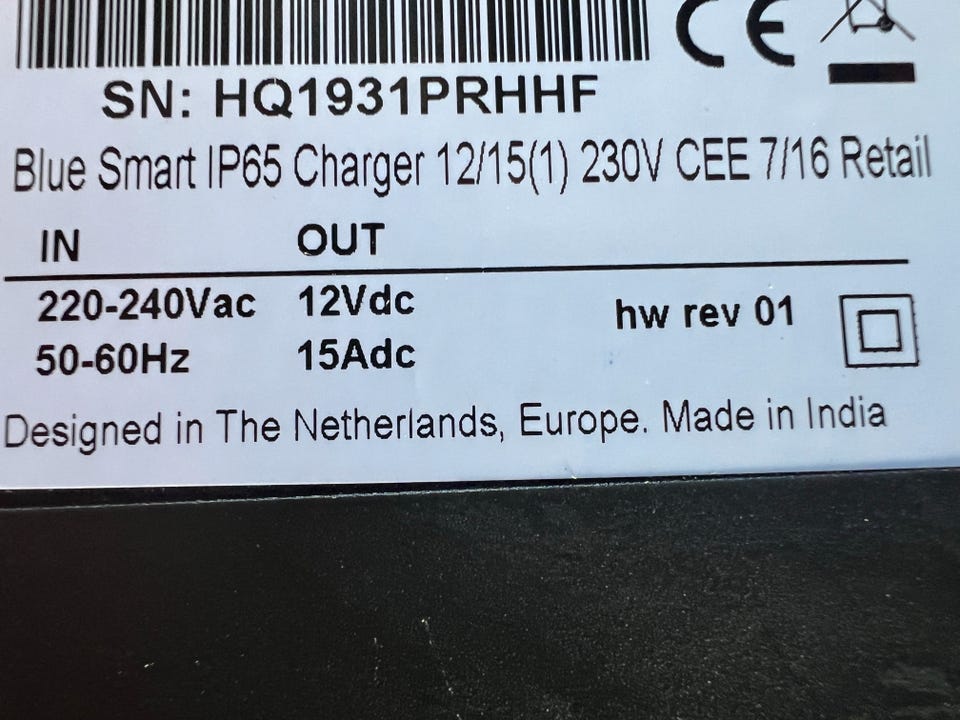 SN: HQ1931PRHHF
Blue Smart IP65 Charger 12/15(1) 230V CEE 7/16 Retail
IN OUT
220-240Vac 12Vdc
50-60Hz 15Adc
hw rev 01
Designed in The Netherlands, Europe. Made in India